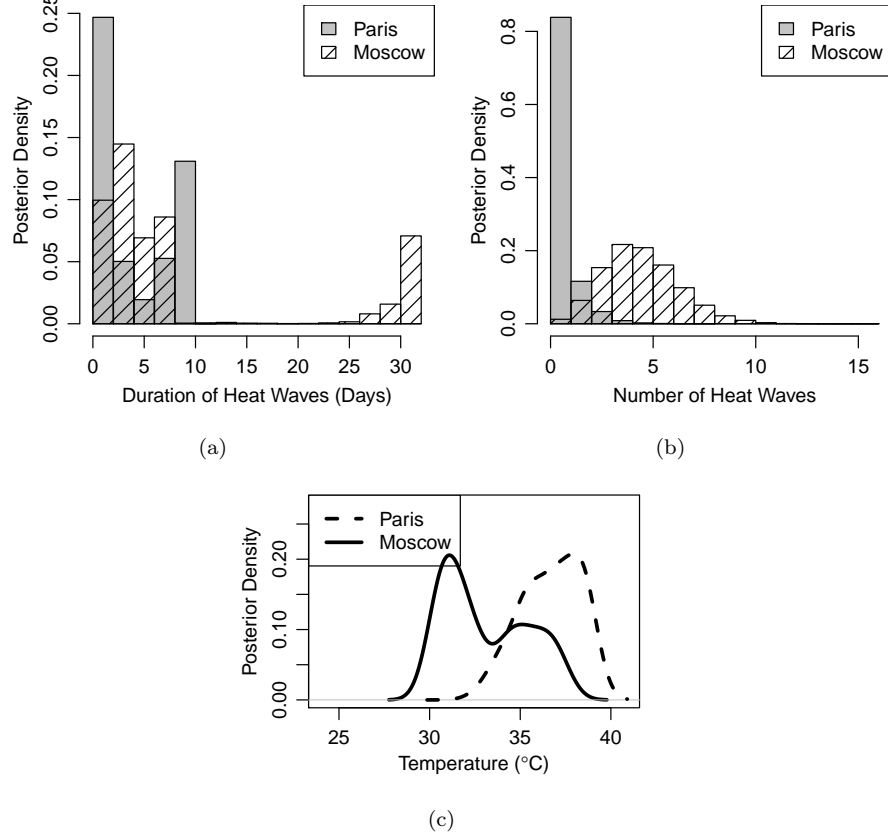 Posterior Density
0.00 0.05 0.10 0.15 0.20 0.25
Paris
Moscow
0 5 10 15 20 25 30
Duration of Heat Waves (Days)
(a)
Posterior Density
0.0 0.2 0.4 0.6 0.8
Paris
Moscow
0 5 10 15
Number of Heat Waves
(b)
Posterior Density
0.00 0.10 0.20
Paris
Moscow
25 30 35 40
Temperature (°C)
(c)